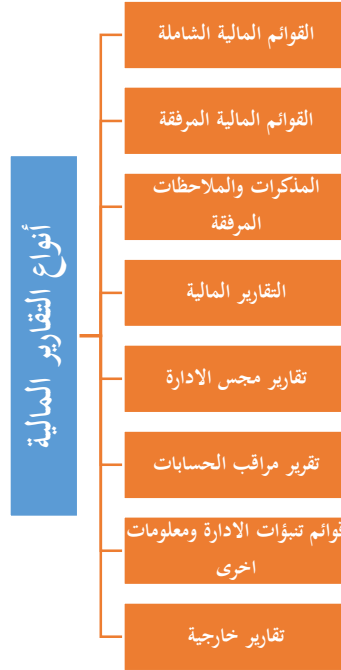 أنواع التقارير المالية
القوائم المالية الشاملة
القوائم المالية المرفقة
المذكرات والملاحظات
المرفقة
التقارير المالية
تقارير مجس الادارة
تقرير مراقب الحسابات
قوائم تنبؤات الادارة ومعلومات
اخرى
تقارير خارجية